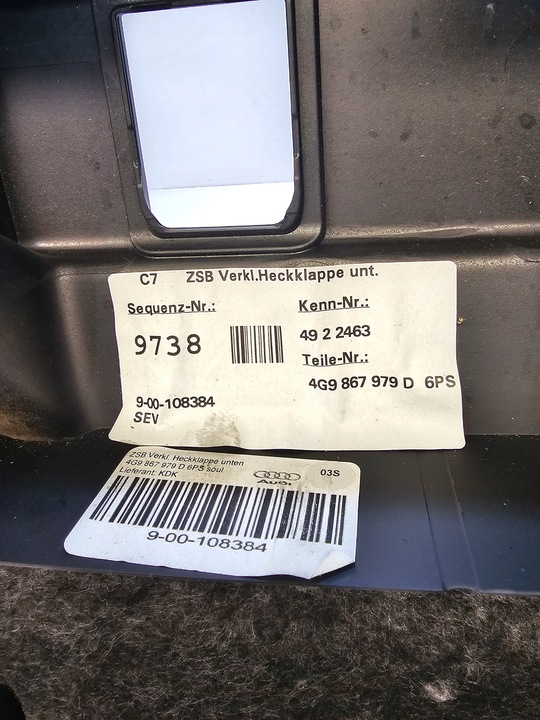 C7 ZSB Verkl.Heckklappe unt.
Sequenz-Nr.: Kenn-Nr.:
9738 49 2 2463
Teile-Nr.:
4G9 867 979 D 6PS
9-00-108384
SEV
ZSB Verkl. Heckklappe unten
4G9 867 979 D 6PS soul
Lieferant. KDK
03S
Audi
9-00-108384